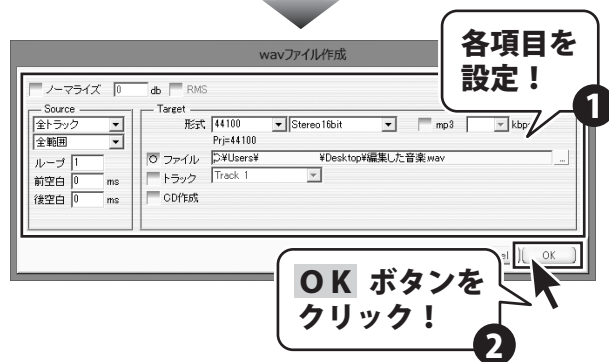 wavファイル作成
各項目を
設定！
1
ノーマライズ 0 db RMS
Source
Target
全トラック
形式 44100 Stereo16bit mp3
全範囲
Prj=44100
ループ 1
ファイル ¥Users¥ ¥Desktop¥編集した音楽.wav ...
前空白 0 ms
トラック Track 1
後空白 0 ms
CD作成
OK
OK ボタンを
クリック！
2